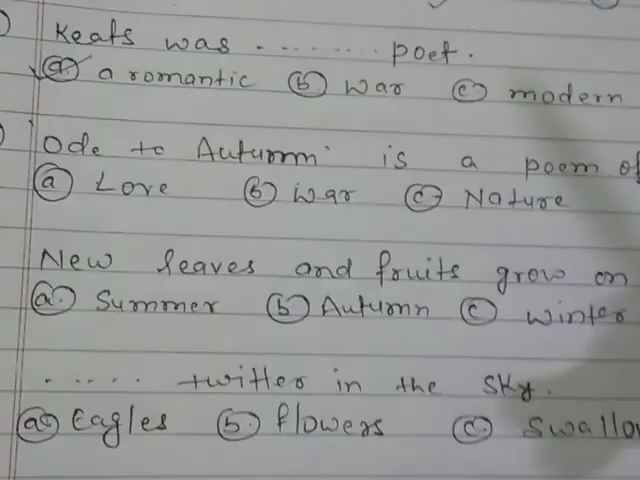 Keats was ........ poet.
(a) a romantic (b) war (c) modern
Ode to Autumn' is a poem of
(a) Love (b) war (c) Nature
New leaves and fruits grow on
(a) Summer (b) Autumn (c) winter
..... twitter in the sky.
(a) Eagles (b) flowers (c) Swallo